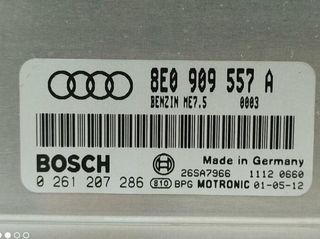 8E0 909 557 A
BENZIN ME7.5 0003
BOSCH
Made in Germany
26SA7966 1112 0660
0 261 207 286 810 BPG MOTRONIC 01-05-12